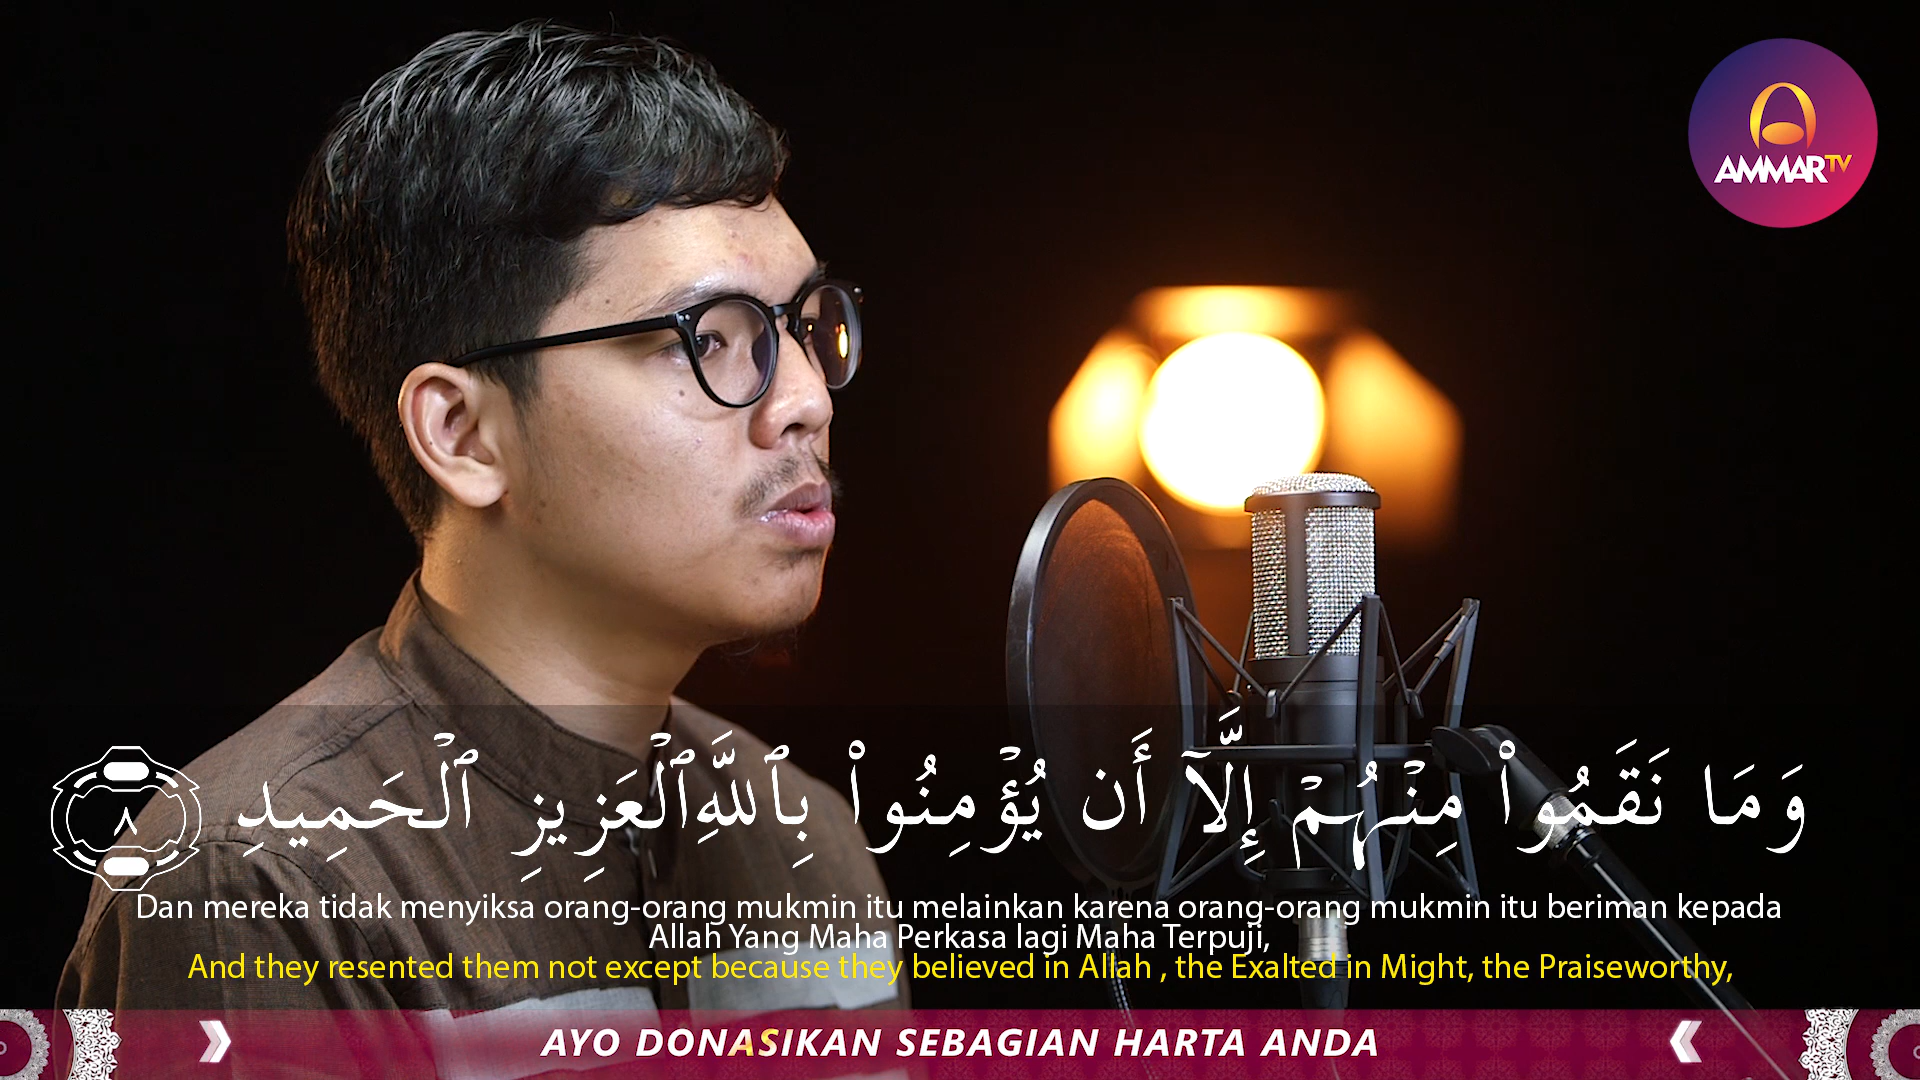 AMMARTV
وَمَا نَقَمُوا۟ مِنْهُمْ إِلَّآ أَن يُؤْمِنُوا۟ بِٱللَّهِ ٱلْعَزِيزِ ٱلْحَمِيدِ ٨
Dan mereka tidak menyiksa orang-orang mukmin itu melainkan karena orang-orang mukmin itu beriman kepada
Allah Yang Maha Perkasa lagi Maha Terpuji,
And they resented them not except because they believed in Allah , the Exalted in Might, the Praiseworthy,
AYO DONASIKAN SEBAGIAN HARTA ANDA